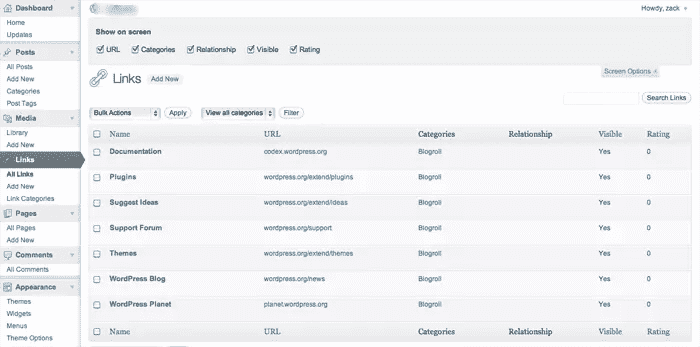 Dashboard
Home
Updates
Posts
All Posts
Add New
Categories
Post Tags
Media
Library
Add New
Links
All Links
Add New
Link Categories
Pages
All Pages
Add New
Comments
All Comments
Appearance
Themes
Widgets
Menus
Theme Options
Howdy, zack
Show on screen
URL Categories Relationship Visible Rating
Links Add New
Screen Options
Search Links
Bulk Actions Apply View all categories Filter
Name URL Categories Relationship Visible Rating
Documentation codex.wordpress.org Blogroll Yes 0
Plugins wordpress.org/extend/plugins Blogroll Yes 0
Suggest Ideas wordpress.org/extend/ideas Blogroll Yes 0
Support Forum wordpress.org/support Blogroll Yes 0
Themes wordpress.org/extend/themes Blogroll Yes 0
WordPress Blog wordpress.org/news Blogroll Yes 0
WordPress Planet planet.wordpress.org Blogroll Yes 0
Name URL Categories Relationship Visible Rating